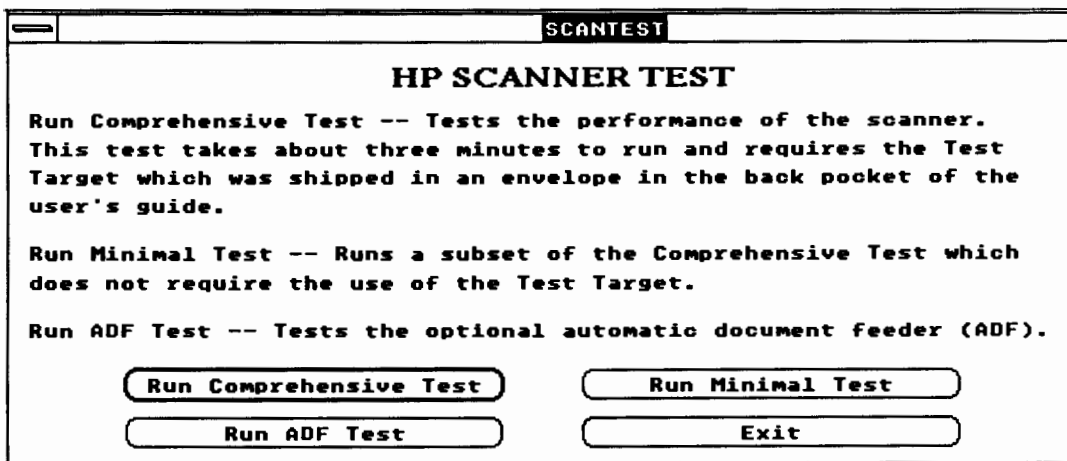 SCANTEST
HP SCANNER TEST
Run Comprehensive Test -- Tests the performance of the scanner.
This test takes about three minutes to run and requires the Test
Target which was shipped in an envelope in the back pocket of the
user's guide.
Run Minimal Test -- Runs a subset of the Comprehensive Test which
does not require the use of the Test Target.
Run ADF Test -- Tests the optional automatic document feeder (ADF).
Run Comprehensive Test
Run Minimal Test
Run ADF Test
Exit